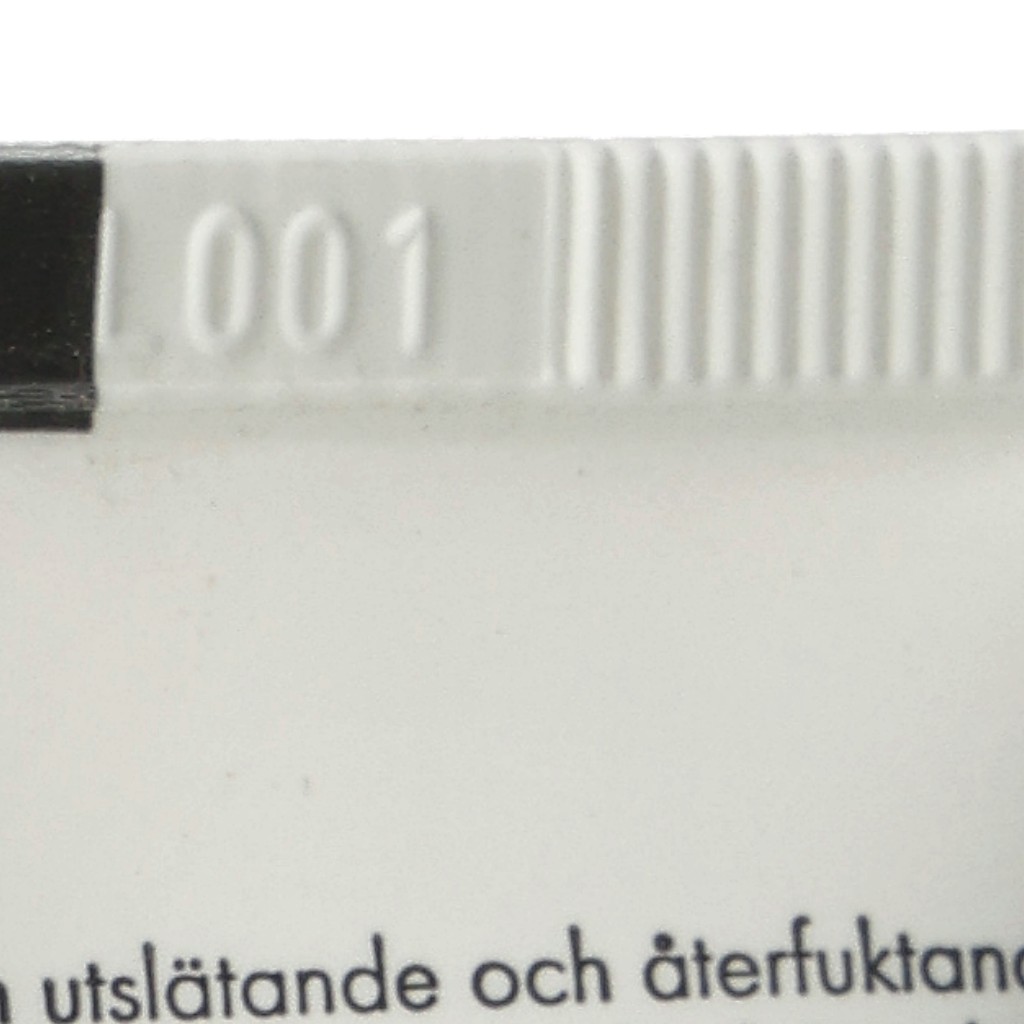 001
utslätande och återfuktand